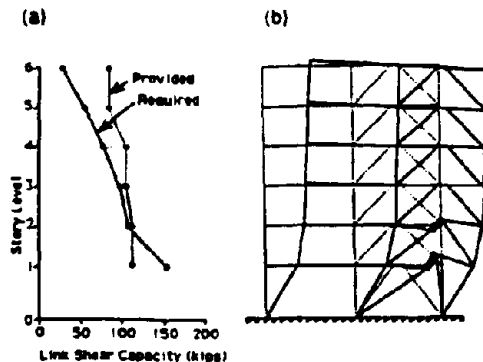 (a)
(b)
6
5
4
3
2
1
0
Provided
Required
Story Level
0 50 100 150 200
Link Shear Capacity (kips)